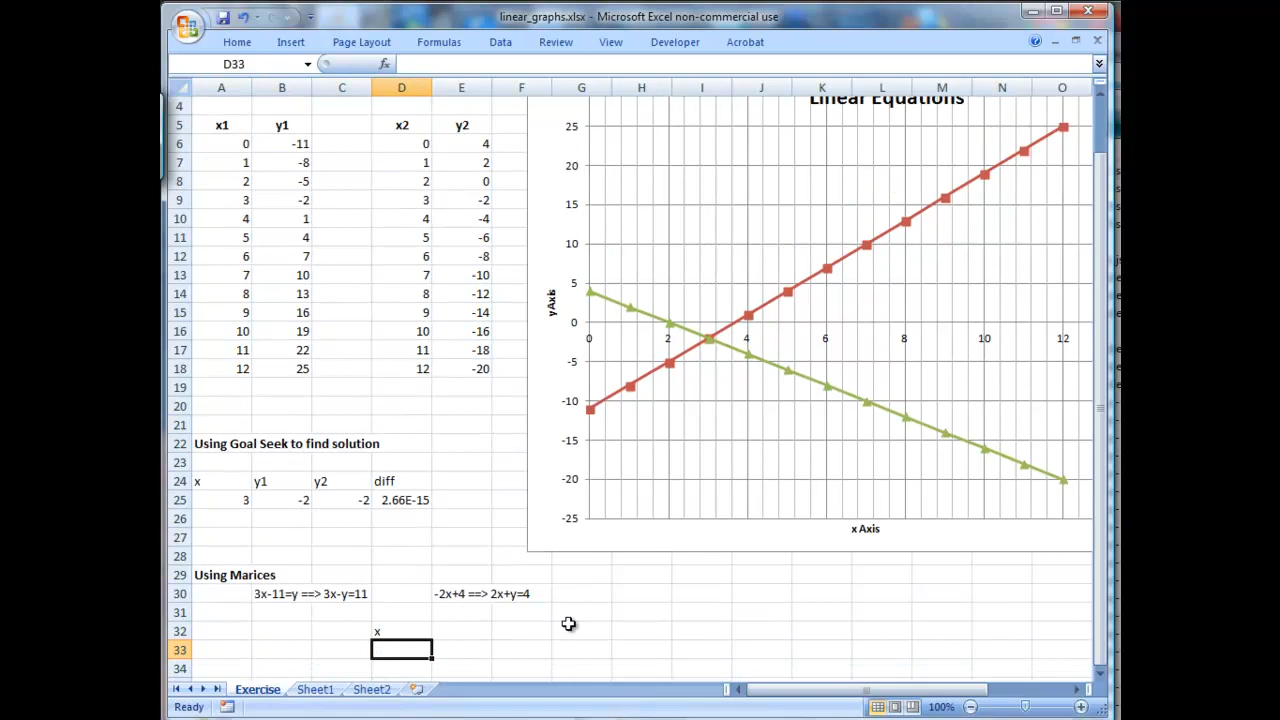 linear_graphs.xlsx - Microsoft Excel non-commercial use
Home Insert Page Layout Formulas Data Review View Developer Acrobat
D33 fx
A B C D E F G H I J K L M N O
4 Linear Equations
5 x1 y1 x2 y2
6 0 -11 0 4
7 1 -8 1 2
8 2 -5 2 0
9 3 -2 3 -2
10 4 1 4 -4
11 5 4 5 -6
12 6 7 6 -8
13 7 10 7 -10
14 8 13 8 -12
15 9 16 9 -14
16 10 19 10 -16
17 11 22 11 -18
18 12 25 12 -20
19
20
21
22 Using Goal Seek to find solution
23
24 x y1 y2 diff
25 3 -2 -2 2.66E-15
26
27
28
29 Using Marices
30 3x-11=y ==> 3x-y=11 -2x+4 ==> 2x+y=4
31
32 x
33
34
25
20
15
10
5
0
-5
-10
-15
-20
-25
0 2 4 6 8 10 12
y Axis
x Axis
Exercise Sheet1 Sheet2
Ready 100%